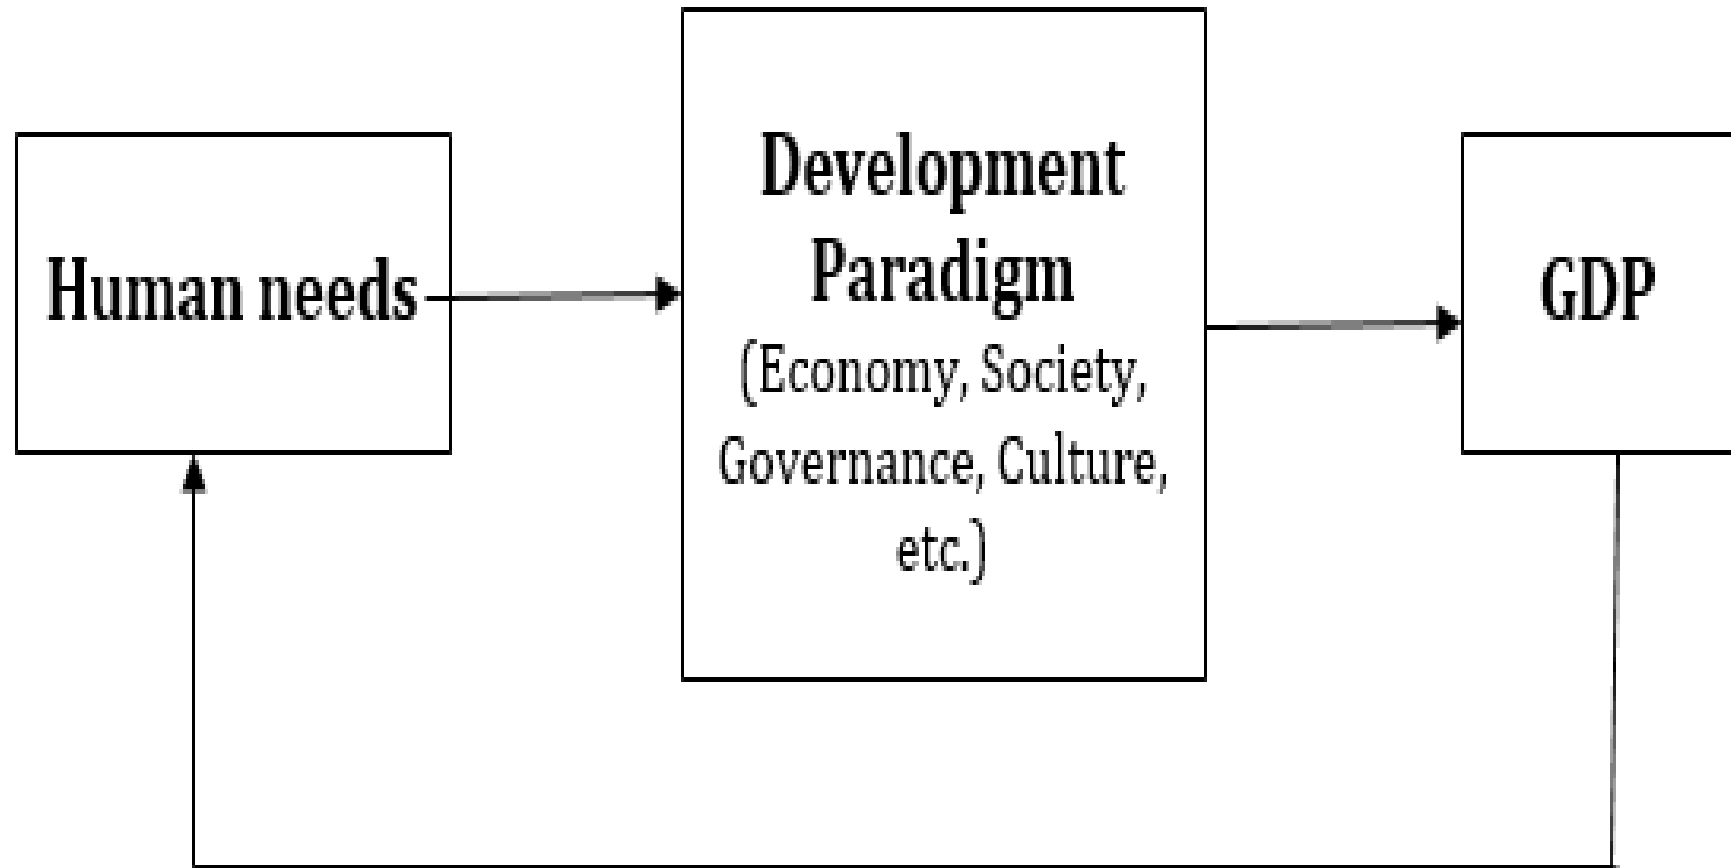 Human needs
Development
Paradigm
(Economy, Society,
Governance, Culture,
etc.)
GDP